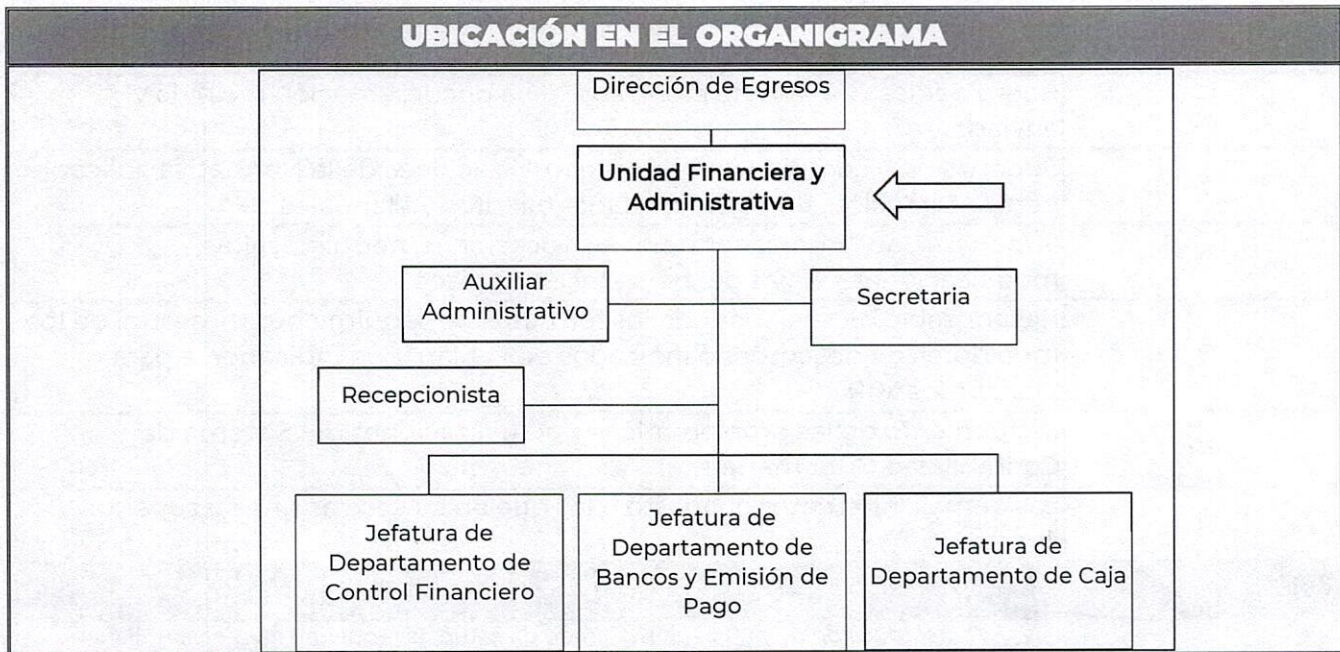 UBICACIÓN EN EL ORGANIGRAMA
Dirección de Egresos
Unidad Financiera y
Administrativa
Auxiliar
Administrativo
Secretaria
Recepcionista
Jefatura de
Departamento de
Control Financiero
Jefatura de
Departamento de
Bancos y Emisión de
Pago
Jefatura de
Departamento de Caja